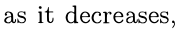 as it decreases,